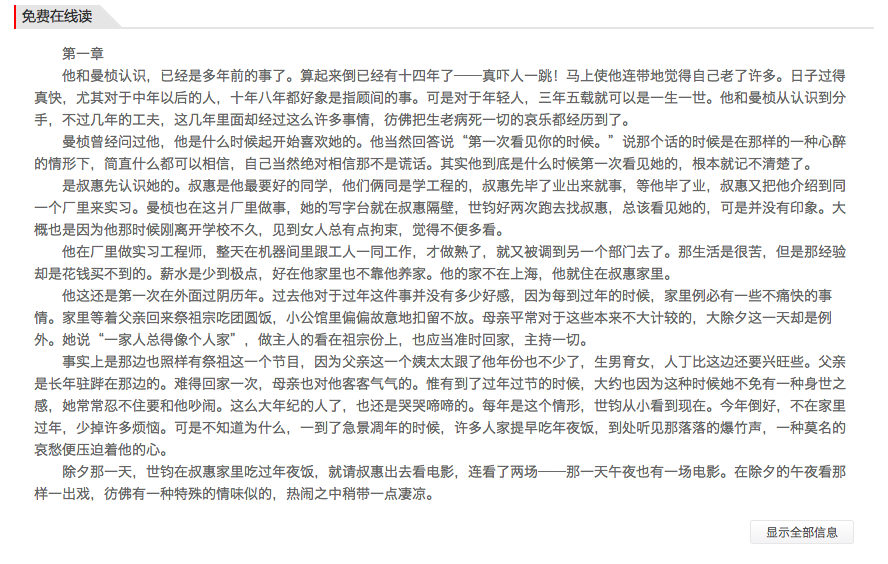 免费在线读
第一章
他和曼桢认识，已经是多年前的事了。算起来倒已经有十四年了——真吓人一跳！马上使他连带地觉得自己老了许多。日子过得
真快，尤其对于中年以后的人，十年八年都好象是指顾间的事。可是对于年轻人，三年五载就可以是一生一世。他和曼桢从认识到分
手，不过几年的工夫，这几年里面却经过这么许多事情，彷佛把生老病死一切的哀乐都经历到了。
曼桢曾经问过他，他是什么时候起开始喜欢她的。他当然回答说“第一次看见你的时候。”说那个话的时候是在那样的一种心醉
的情形下，简直什么都可以相信，自己当然绝对相信那不是谎话。其实他到底是什么时候第一次看见她的，根本就记不清楚了。
是叔惠先认识她的。叔惠是他最要好的同学，他们俩同是学工程的，叔惠先毕了业出来就事，等他毕了业，叔惠又把他介绍到同
一个厂里来实习。曼桢也在这爿厂里做事，她的写字台就在叔惠隔壁，世钧好两次跑去找叔惠，总该看见她的，可是并没有印象。大
概也是因为他那时候刚离开学校不久，见到女人总有点拘束，觉得不便多看。
他在厂里做实习工程师，整天在机器间里跟工人一同工作，才做熟了，就又被调到另一个部门去了。那生活是很苦，但是那经验
却是花钱买不到的。薪水是少到极点，好在他家里也不靠他养家。他的家不在上海，他就住在叔惠家里。
他这还是第一次在外面过阴历年。过去他对于过年这件事并没有多少好感，因为每到过年的时候，家里例必有一些不痛快的事
情。家里等着父亲回来祭祖宗吃团圆饭，小公馆里偏偏故意地扣留不放。母亲平常对于这些本来不大计较的，大除夕这一天却是例
外。她说“一家人总得像个人家”，做主人的看在祖宗份上，也应当准时回家，主持一切。
事实上是那边也照样有祭祖这一个节目，因为父亲这一个姨太太跟了他年份也不少了，生男育女，人丁比这边还要兴旺些。父亲
是长年驻跸在那边的。难得回家一次，母亲也对他客客气气的。惟有到了过年过节的时候，大约也因为这种时候她不免有一种身世之
感，她常常忍不住要和他吵闹。这么大年纪的人了，也还是哭哭啼啼的。每年是这个情形，世钧从小看到现在。今年倒好，不在家里
过年，少掉许多烦恼。可是不知道为什么，一到了急景凋年的时候，许多人家提早吃年夜饭，到处听见那落落的爆竹声，一种莫名的
哀愁便压迫着他的心。
除夕那一天，世钧在叔惠家里吃过年夜饭，就请叔惠出去看电影，连看了两场——那一天午夜也有一场电影。在除夕的午夜看那
样一出戏，彷佛有一种特殊的情味似的，热闹之中稍带一点凄凉。
显示全部信息